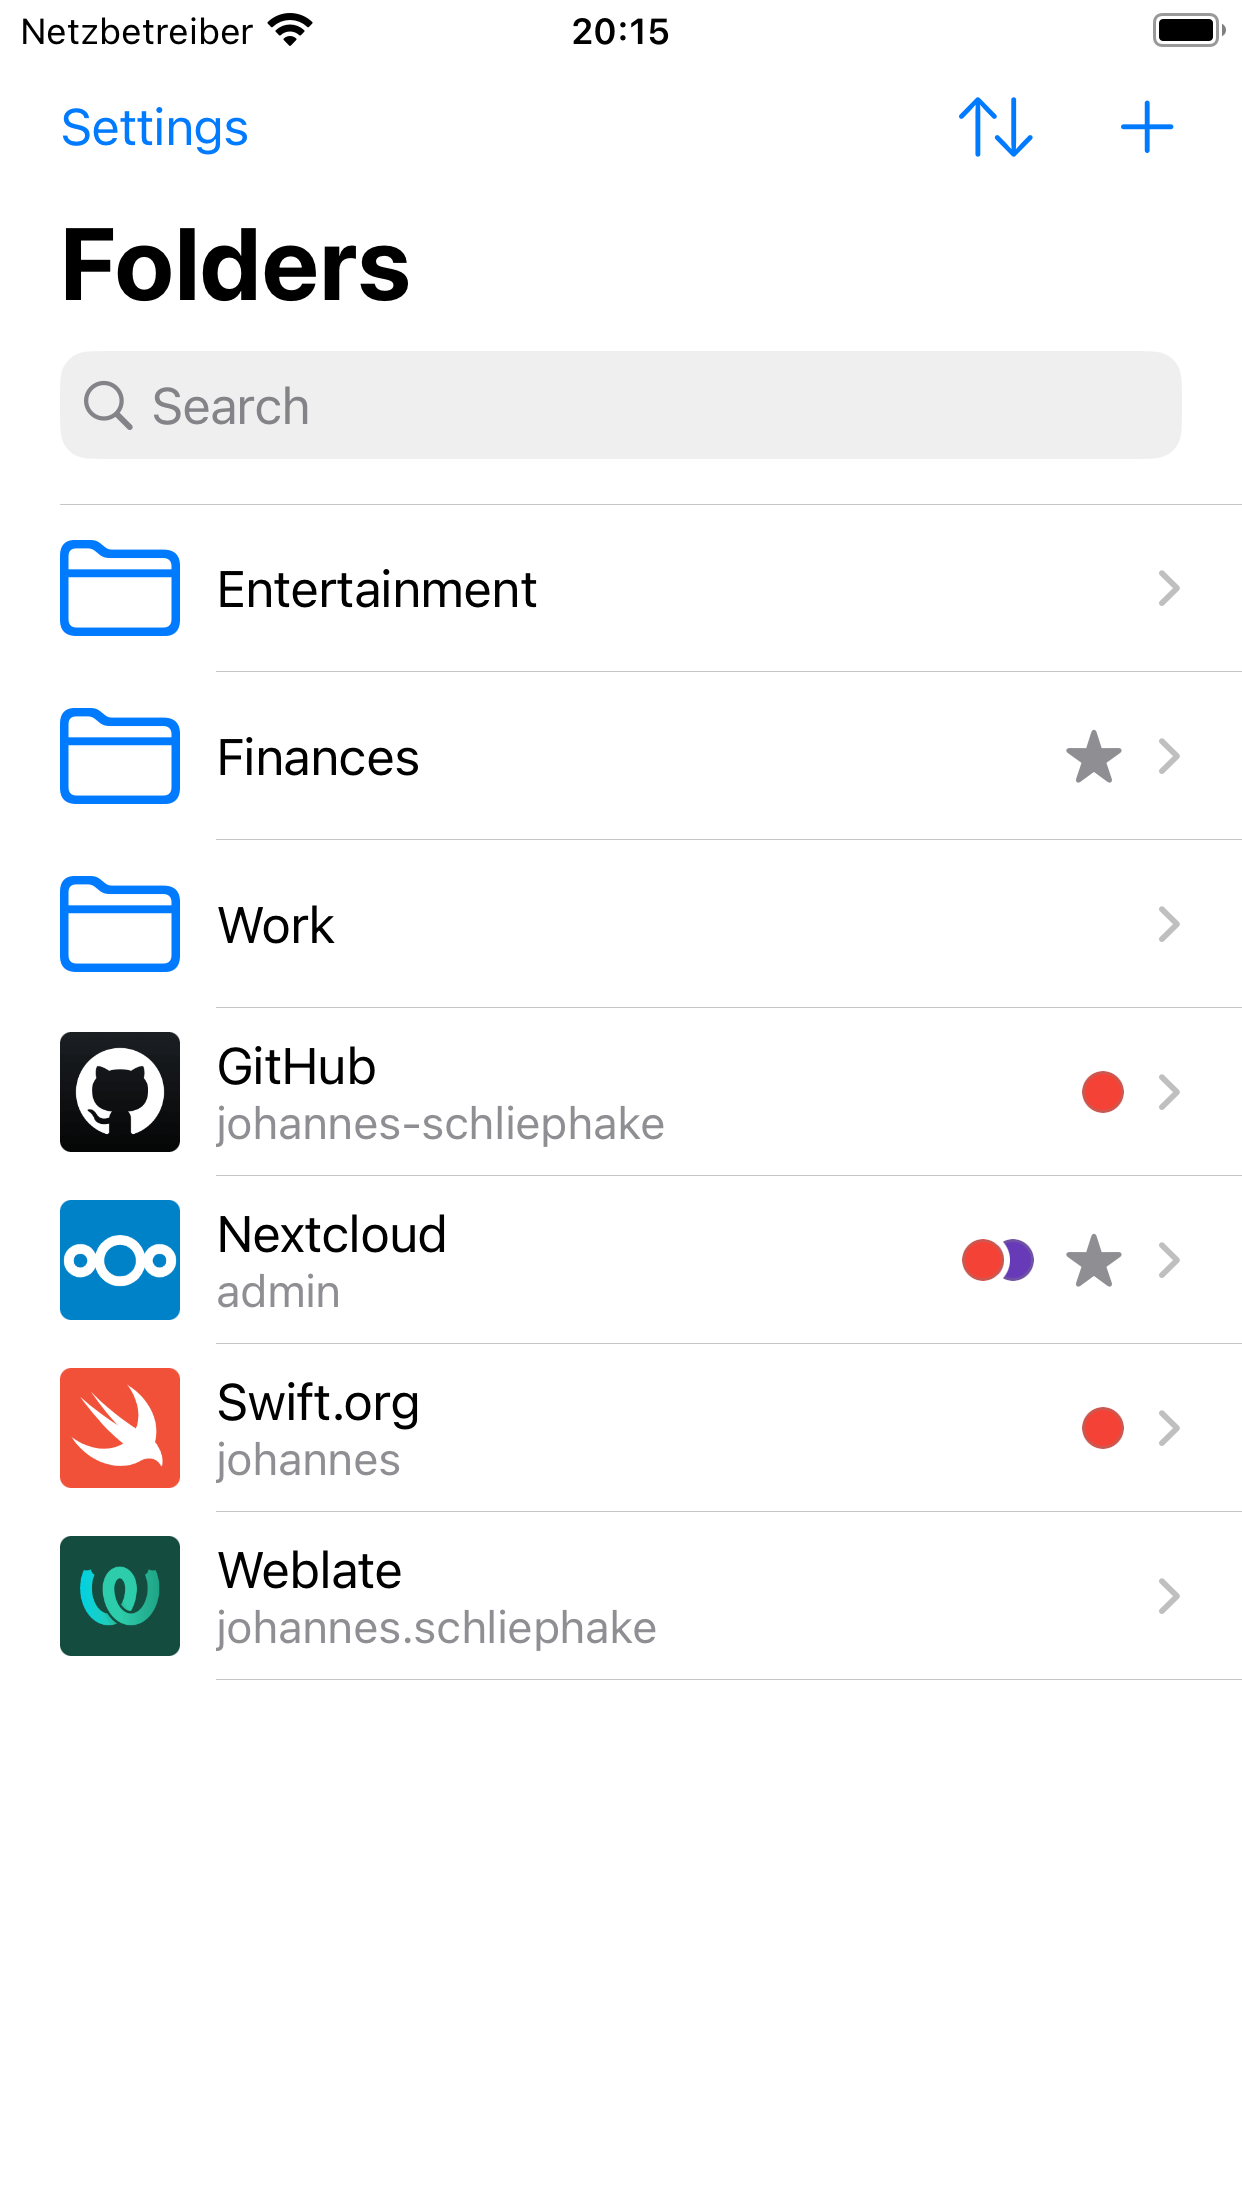 Netzbetreiber 20:15
Settings
Folders
Search
Entertainment
Finances
Work
GitHub
johannes-schliephake
Nextcloud
admin
Swift.org
johannes
Weblate
johannes.schliephake